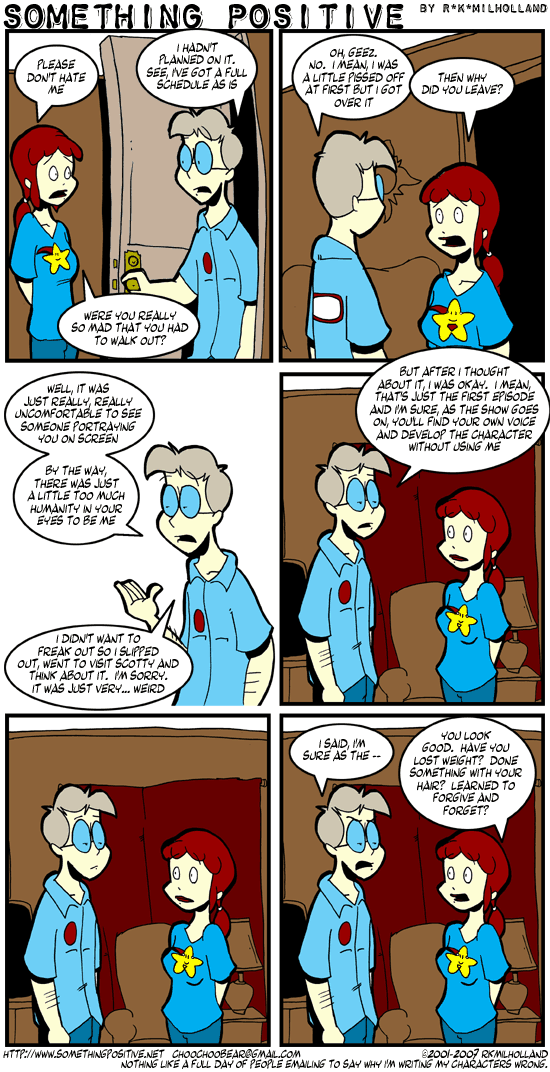 SOMETHING POSITIVE BY R*K*MILHOLLAND
PLEASE
DON'T HATE
ME
I HADN'T
PLANNED ON IT.
SEE, I'VE GOT A FULL
SCHEDULE AS IS
WERE YOU REALLY
SO MAD THAT YOU HAD
TO WALK OUT?
OH, GEEZ.
NO. I MEAN, I WAS
A LITTLE PISSED OFF
AT FIRST BUT I GOT
OVER IT
THEN WHY
DID YOU LEAVE?
WELL, IT WAS
JUST REALLY, REALLY
UNCOMFORTABLE TO SEE
SOMEONE PORTRAYING
YOU ON SCREEN
BY THE WAY,
THERE WAS JUST
A LITTLE TOO MUCH
HUMANITY IN YOUR
EYES TO BE ME
I DIDN'T WANT TO
FREAK OUT SO I SLIPPED
OUT, WENT TO VISIT SCOTTY AND
THINK ABOUT IT. I'M SORRY.
IT WAS JUST VERY... WEIRD
BUT AFTER I THOUGHT
ABOUT IT, I WAS OKAY. I MEAN,
THAT'S JUST THE FIRST EPISODE
AND I'M SURE, AS THE SHOW GOES
ON, YOU'LL FIND YOUR OWN VOICE
AND DEVELOP THE CHARACTER
WITHOUT USING ME
I SAID, I'M
SURE AS THE --
YOU LOOK
GOOD. HAVE YOU
LOST WEIGHT? DONE
SOMETHING WITH YOUR
HAIR? LEARNED TO
FORGIVE AND
FORGET?
HTTP://WWW.SOMETHINGPOSITIVE.NET CHOOCHOOBEAR@GMAIL.COM ©2001-2007 RKMILHOLLAND
NOTHING LIKE A FULL DAY OF PEOPLE EMAILING TO SAY WHY I'M WRITING MY CHARACTERS WRONG.